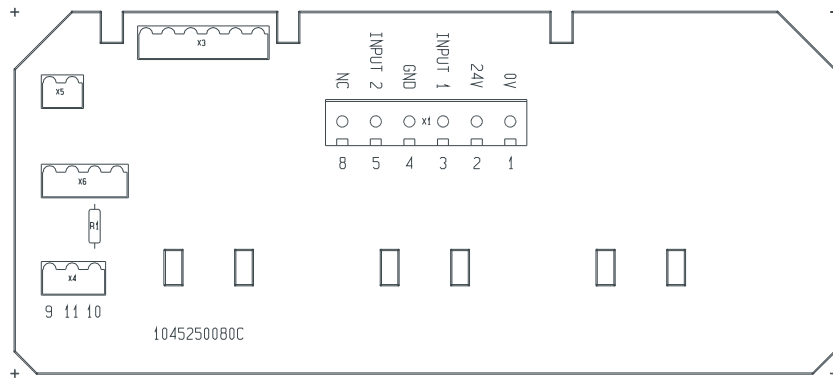 X3
INPUT 2
INPUT 1
NC
GND
24V
0V
X5
X1
8 5 4 3 2 1
X6
R1
X4
9 11 10
1045250080C